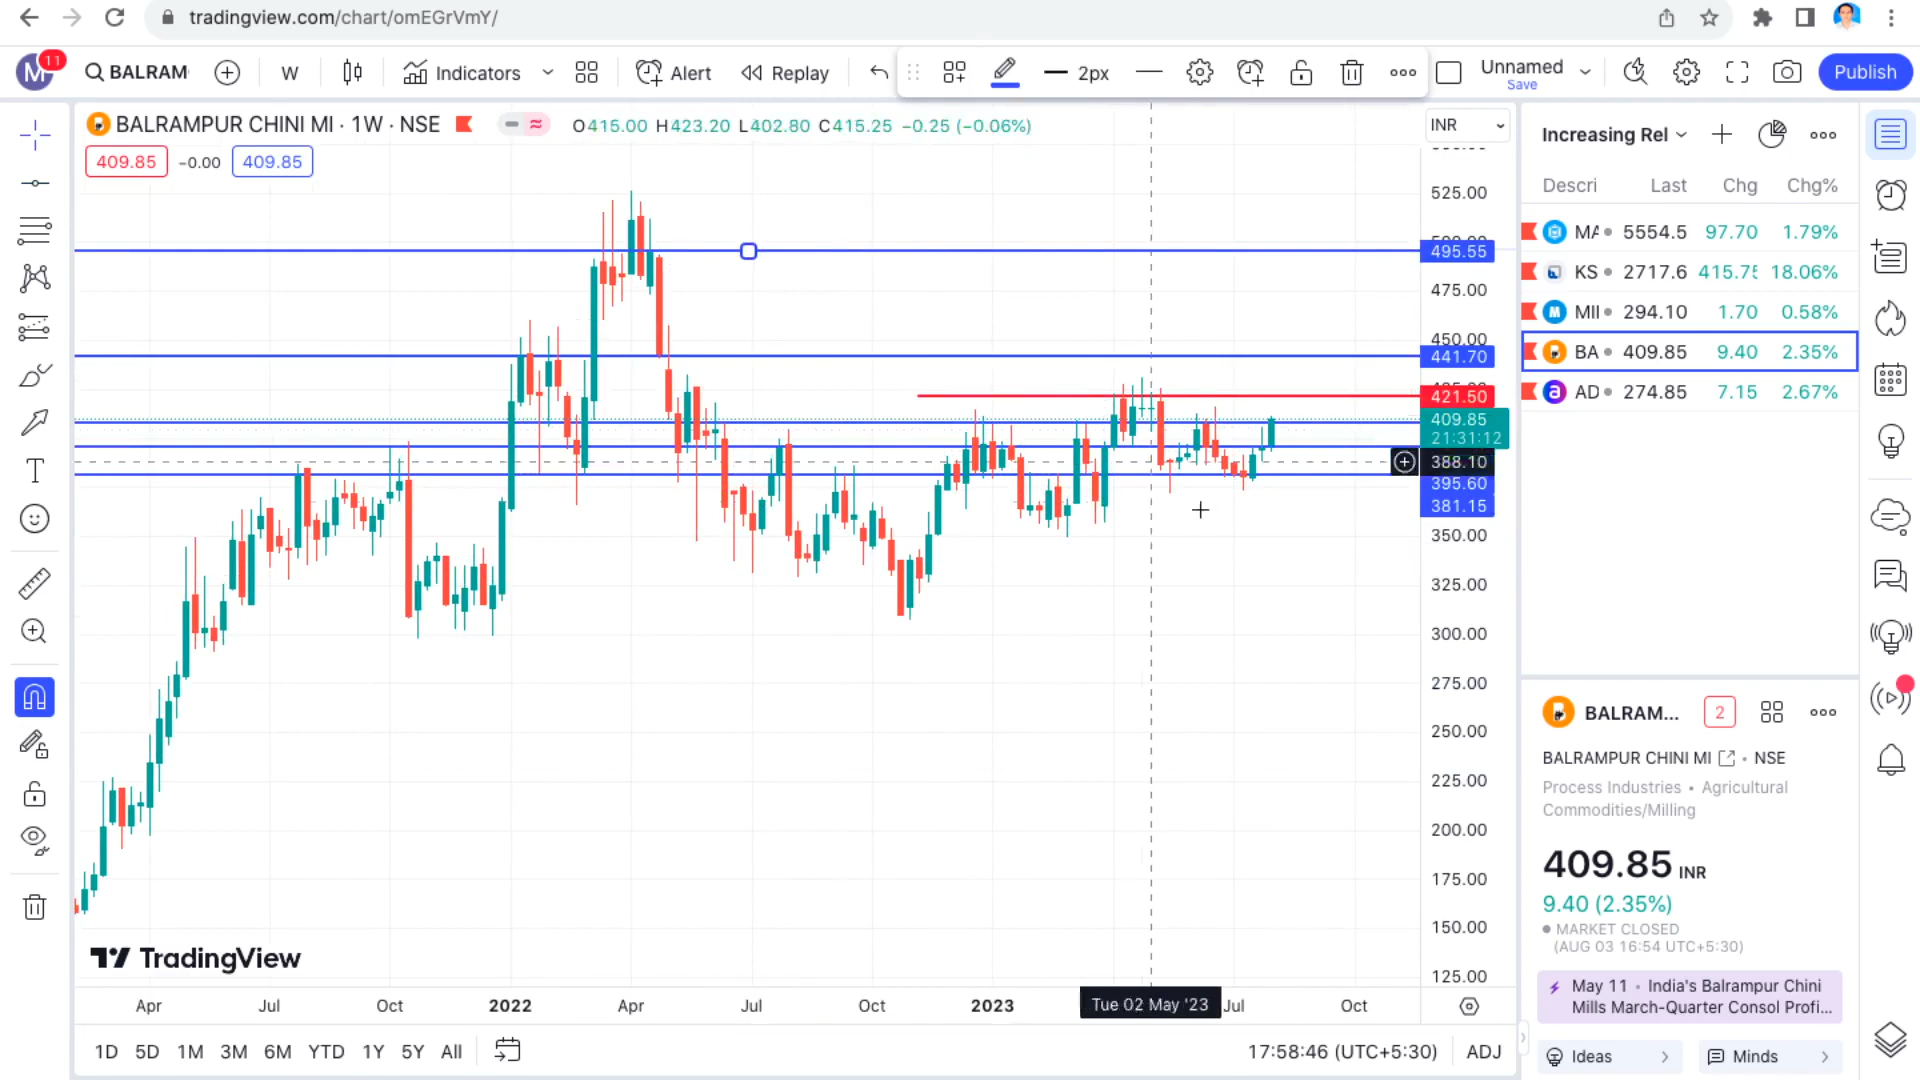 tradingview.com/chart/omEGrVmY/
M 11 BALRAM W Indicators Alert Replay 2px Unnamed Save Publish
BALRAMPUR CHINI MI · 1W · NSE O415.00 H423.20 L402.80 C415.25 −0.25 (−0.06%)
409.85 −0.00 409.85
INR
525.00
495.55
475.00
450.00
441.70
421.50
409.85
21:31:12
388.10
395.60
381.15
350.00
325.00
300.00
275.00
250.00
225.00
200.00
175.00
150.00
125.00
TradingView
Apr Jul Oct 2022 Apr Jul Oct 2023 Tue 02 May '23 Jul Oct
1D 5D 1M 3M 6M YTD 1Y 5Y All 17:58:46 (UTC+5:30) ADJ
Increasing Rel
Descri Last Chg Chg%
MA 5554.5 97.70 1.79%
KS 2717.6 415.75 18.06%
MII 294.10 1.70 0.58%
BA 409.85 9.40 2.35%
AD 274.85 7.15 2.67%
BALRAM... 2
BALRAMPUR CHINI MI • NSE
Process Industries • Agricultural
Commodities/Milling
409.85 INR
9.40 (2.35%)
MARKET CLOSED
(AUG 03 16:54 UTC+5:30)
May 11 • India's Balrampur Chini
Mills March-Quarter Consol Profi...
Ideas Minds